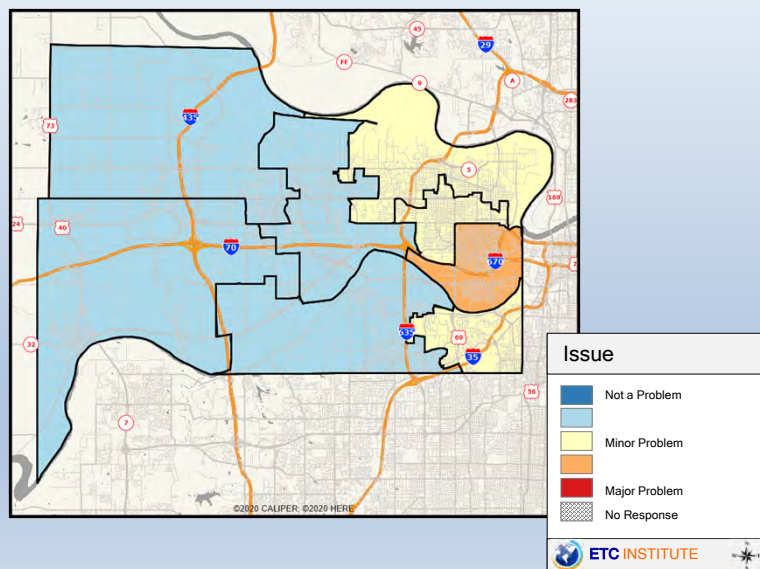 45
29
FF
9
A
283
435
73
5
169
24
40
70
670
7
635
69
32
35
56
7
©2020 CALIPER; ©2020 HERE
Issue
Not a Problem
Minor Problem
Major Problem
No Response
ETC INSTITUTE